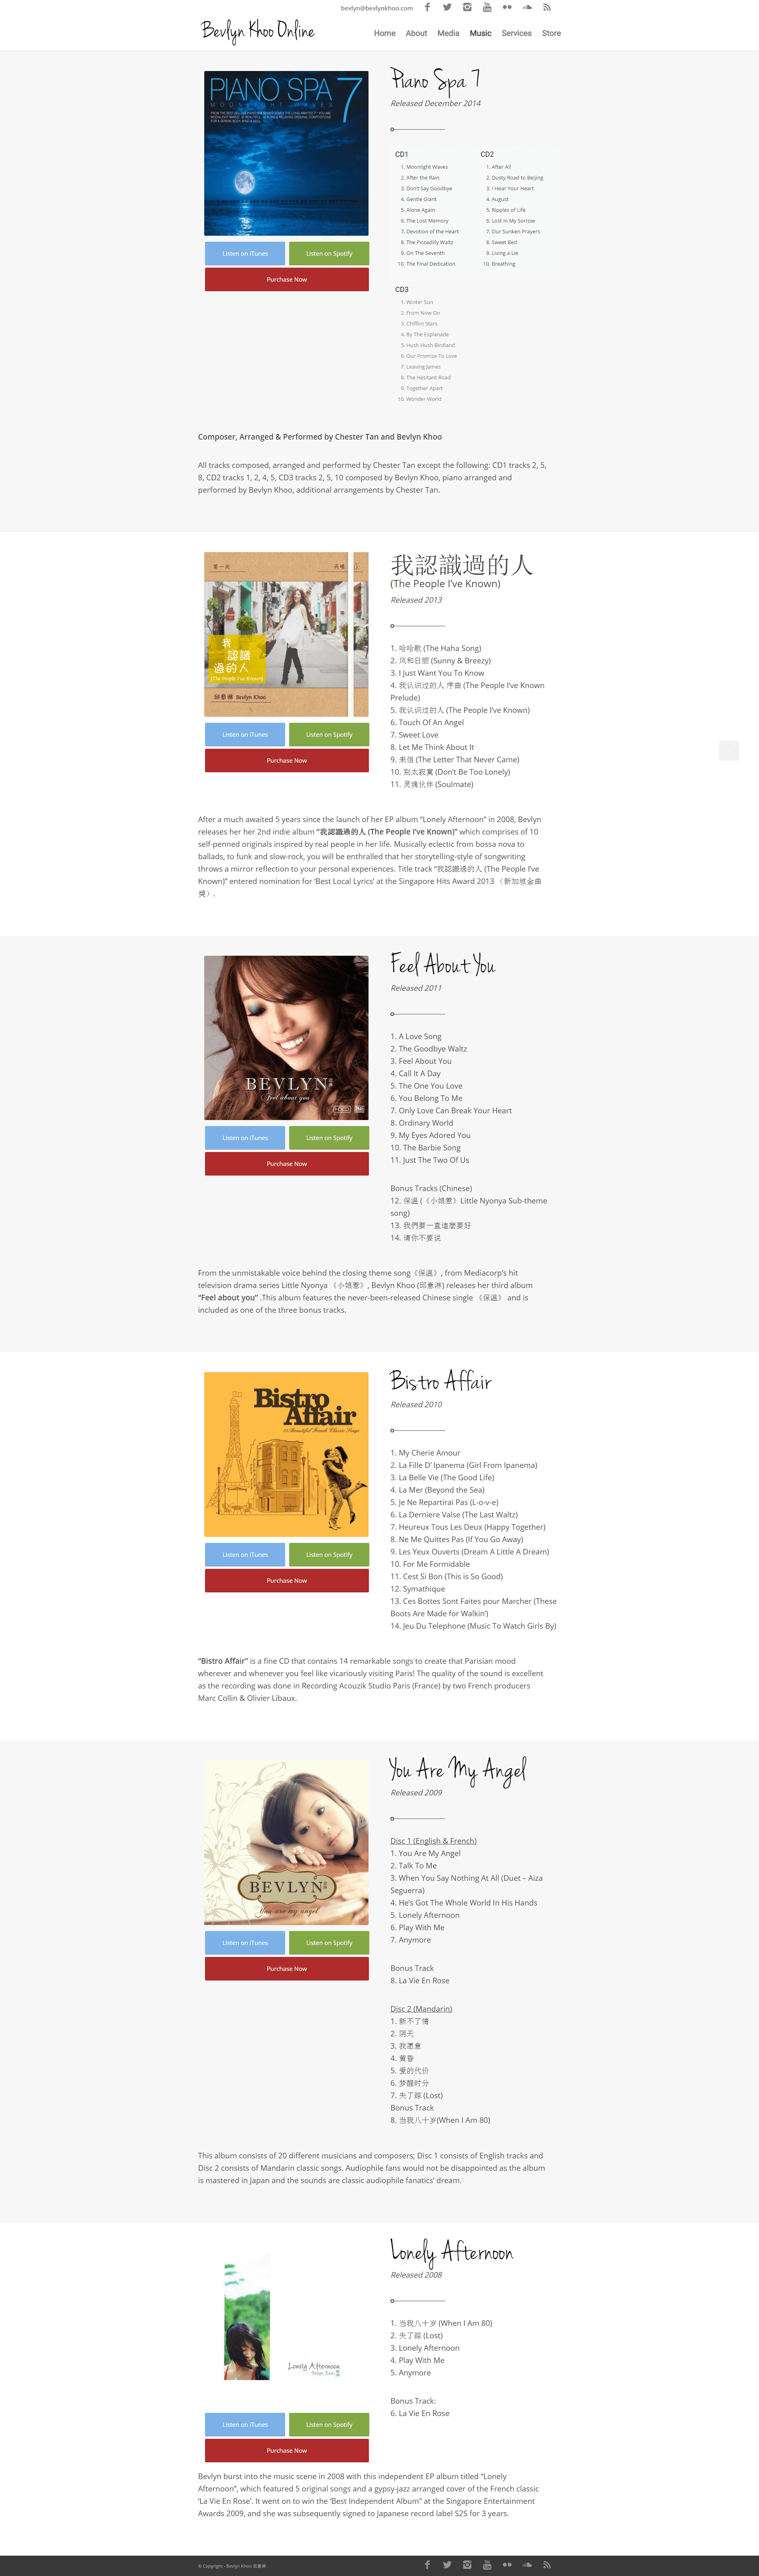 bevlyn@bevlynkhoo.com
Bevlyn Khoo Online
Home About Media Music Services Store
PIANO SPA 7
MOONLIGHT WAVES
Listen on iTunes Listen on Spotify
Purchase Now
Piano Spa 7
Released December 2014
CD1
1. Moonlight Waves
2. After the Rain
3. Don't Say Goodbye
4. Gentle Giant
5. Alone Again
6. The Lost Memory
7. Devotion of the Heart
8. The Piccadilly Waltz
9. On The Seventh
10. The Final Dedication
CD2
1. After All
2. Dusty Road to Beijing
3. I Hear Your Heart
4. August
5. Ripples of Life
6. Lost in My Sorrow
7. Our Sunken Prayers
8. Sweet Bed
9. Living a Lie
10. Breathing
CD3
1. Winter Sun
2. From Now On
3. Chiffon Stars
4. By The Esplanade
5. Hush Hush Birdland
6. Our Promise To Love
7. Leaving James
8. The Hesitant Road
9. Together Apart
10. Wonder World
Composer, Arranged & Performed by Chester Tan and Bevlyn Khoo
All tracks composed, arranged and performed by Chester Tan except the following: CD1 tracks 2, 5,
8, CD2 tracks 1, 2, 4, 5, CD3 tracks 2, 5, 10 composed by Bevlyn Khoo, piano arranged and
performed by Bevlyn Khoo, additional arrangements by Chester Tan.
我
認識
過的人
(The People I've Known)
Bevlyn Khoo
Listen on iTunes Listen on Spotify
Purchase Now
我認識過的人
(The People I've Known)
Released 2013
1. 哈哈歌 (The Haha Song)
2. 风和日丽 (Sunny & Breezy)
3. I Just Want You To Know
4. 我认识过的人 序曲 (The People I've Known
Prelude)
5. 我认识过的人 (The People I've Known)
6. Touch Of An Angel
7. Sweet Love
8. Let Me Think About It
9. 来信 (The Letter That Never Came)
10. 别太寂寞 (Don't Be Too Lonely)
11. 灵魂伙伴 (Soulmate)
After a much awaited 5 years since the launch of her EP album "Lonely Afternoon" in 2008, Bevlyn
releases her her 2nd indie album "我認識過的人 (The People I've Known)" which comprises of 10
self-penned originals inspired by real people in her life. Musically eclectic from bossa nova to
ballads, to funk and slow-rock, you will be enthralled that her storytelling-style of songwriting
throws a mirror reflection to your personal experiences. Title track "我認識過的人 (The People I've
Known)" entered nomination for 'Best Local Lyrics' at the Singapore Hits Award 2013 （新加坡金曲
獎）.
BEVLYN
Feel about you
Listen on iTunes Listen on Spotify
Purchase Now
Feel About You
Released 2011
1. A Love Song
2. The Goodbye Waltz
3. Feel About You
4. Call It A Day
5. The One You Love
6. You Belong To Me
7. Only Love Can Break Your Heart
8. Ordinary World
9. My Eyes Adored You
10. The Barbie Song
11. Just The Two Of Us
Bonus Tracks (Chinese)
12. 保溫 (《小娘惹》Little Nyonya Sub-theme
song)
13. 我們要一直這麼要好
14. 请你不要说
From the unmistakable voice behind the closing theme song《保溫》, from Mediacorp's hit
television drama series Little Nyonya 《小娘惹》, Bevlyn Khoo (邱意淋) releases her third album
"Feel about you" .This album features the never-been-released Chinese single 《保溫》 and is
included as one of the three bonus tracks.
Bistro
Affair
14 Beautiful French Classic Songs
Listen on iTunes Listen on Spotify
Purchase Now
Bistro Affair
Released 2010
1. My Cherie Amour
2. La Fille D' Ipanema (Girl From Ipanema)
3. La Belle Vie (The Good Life)
4. La Mer (Beyond the Sea)
5. Je Ne Repartirai Pas (L-o-v-e)
6. La Derniere Valse (The Last Waltz)
7. Heureux Tous Les Deux (Happy Together)
8. Ne Me Quittes Pas (If You Go Away)
9. Les Yeux Ouverts (Dream A Little A Dream)
10. For Me Formidable
11. Cest Si Bon (This is So Good)
12. Symathique
13. Ces Bottes Sont Faites pour Marcher (These
Boots Are Made for Walkin')
14. Jeu Du Telephone (Music To Watch Girls By)
"Bistro Affair" is a fine CD that contains 14 remarkable songs to create that Parisian mood
wherever and whenever you feel like vicariously visiting Paris! The quality of the sound is excellent
as the recording was done in Recording Acouzik Studio Paris (France) by two French producers
Marc Collin & Olivier Libaux.
BEVLYN
You are my angel
Listen on iTunes Listen on Spotify
Purchase Now
You Are My Angel
Released 2009
Disc 1 (English & French)
1. You Are My Angel
2. Talk To Me
3. When You Say Nothing At All (Duet – Aiza
Seguerra)
4. He's Got The Whole World In His Hands
5. Lonely Afternoon
6. Play With Me
7. Anymore
Bonus Track
8. La Vie En Rose
Disc 2 (Mandarin)
1. 新不了情
2. 阴天
3. 我愿意
4. 黄昏
5. 爱的代价
6. 梦醒时分
7. 失了踪 (Lost)
Bonus Track
8. 当我八十岁(When I Am 80)
This album consists of 20 different musicians and composers; Disc 1 consists of English tracks and
Disc 2 consists of Mandarin classic songs. Audiophile fans would not be disappointed as the album
is mastered in Japan and the sounds are classic audiophile fanatics' dream.
Lonely Afternoon
Listen on iTunes Listen on Spotify
Purchase Now
Lonely Afternoon
Released 2008
1. 当我八十岁 (When I Am 80)
2. 失了踪 (Lost)
3. Lonely Afternoon
4. Play With Me
5. Anymore
Bonus Track:
6. La Vie En Rose
Bevlyn burst into the music scene in 2008 with this independent EP album titled "Lonely
Afternoon", which featured 5 original songs and a gypsy-jazz arranged cover of the French classic
'La Vie En Rose'. It went on to win the 'Best Independent Album" at the Singapore Entertainment
Awards 2009, and she was subsequently signed to Japanese record label S2S for 3 years.
© Copyright - Bevlyn Khoo 邱意淋